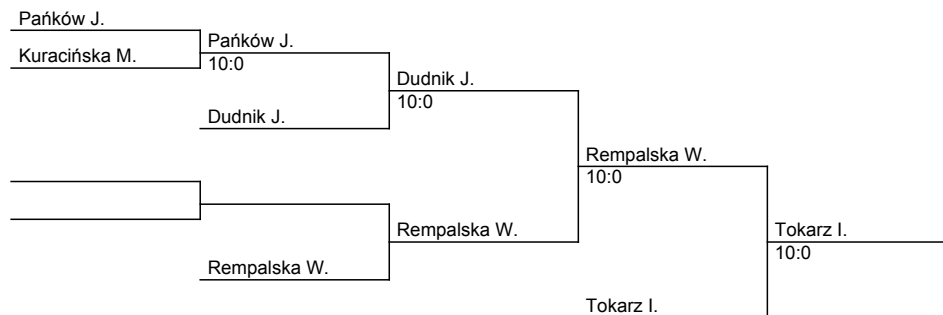 Pańków J.
Kuracińska M.
Pańków J.
10:0
Dudnik J.
Dudnik J.
10:0
Rempalska W.
10:0
Rempalska W.
Rempalska W.
Tokarz I.
10:0
Tokarz I.